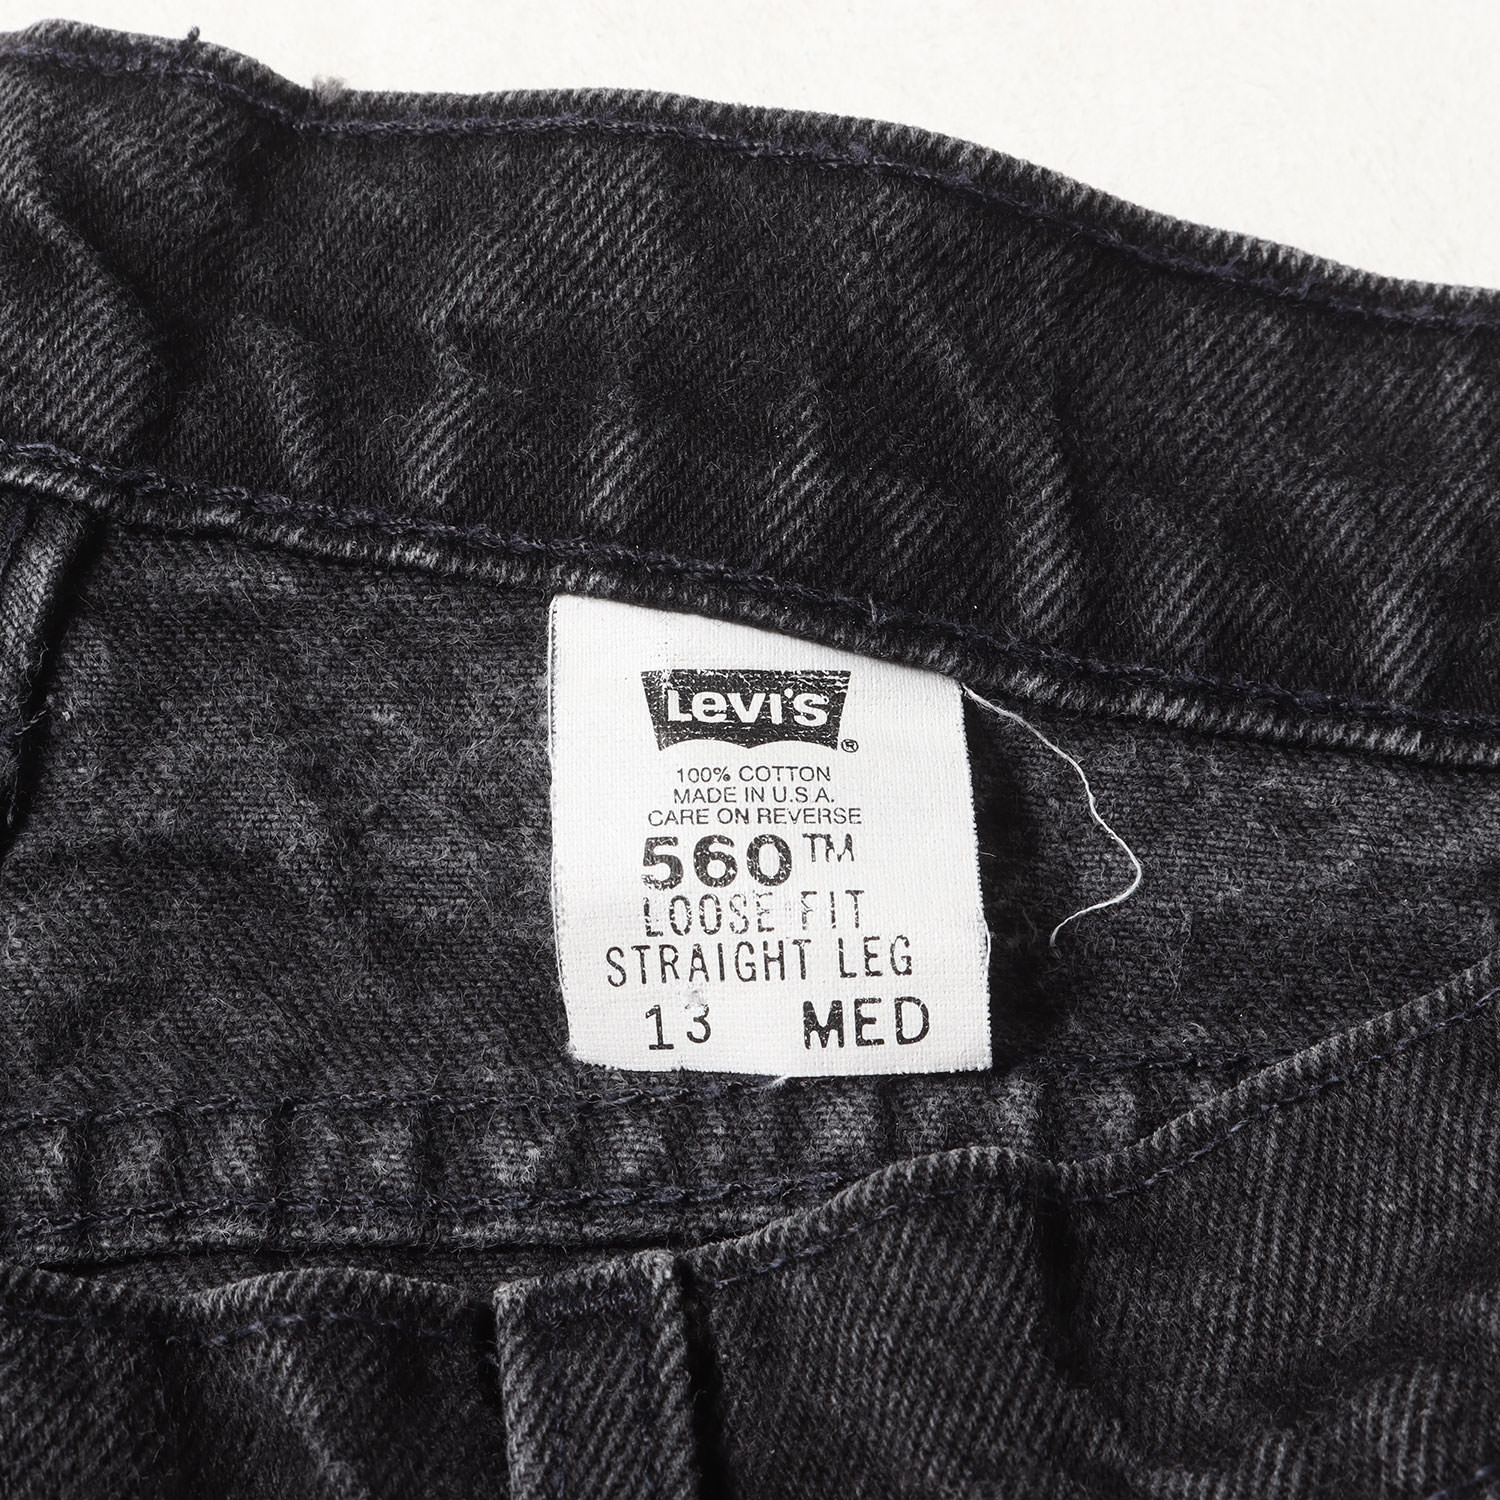 Levi's ®
100% COTTON
MADE IN U.S.A.
CARE ON REVERSE
560™
LOOSE FIT
STRAIGHT LEG
13 MED